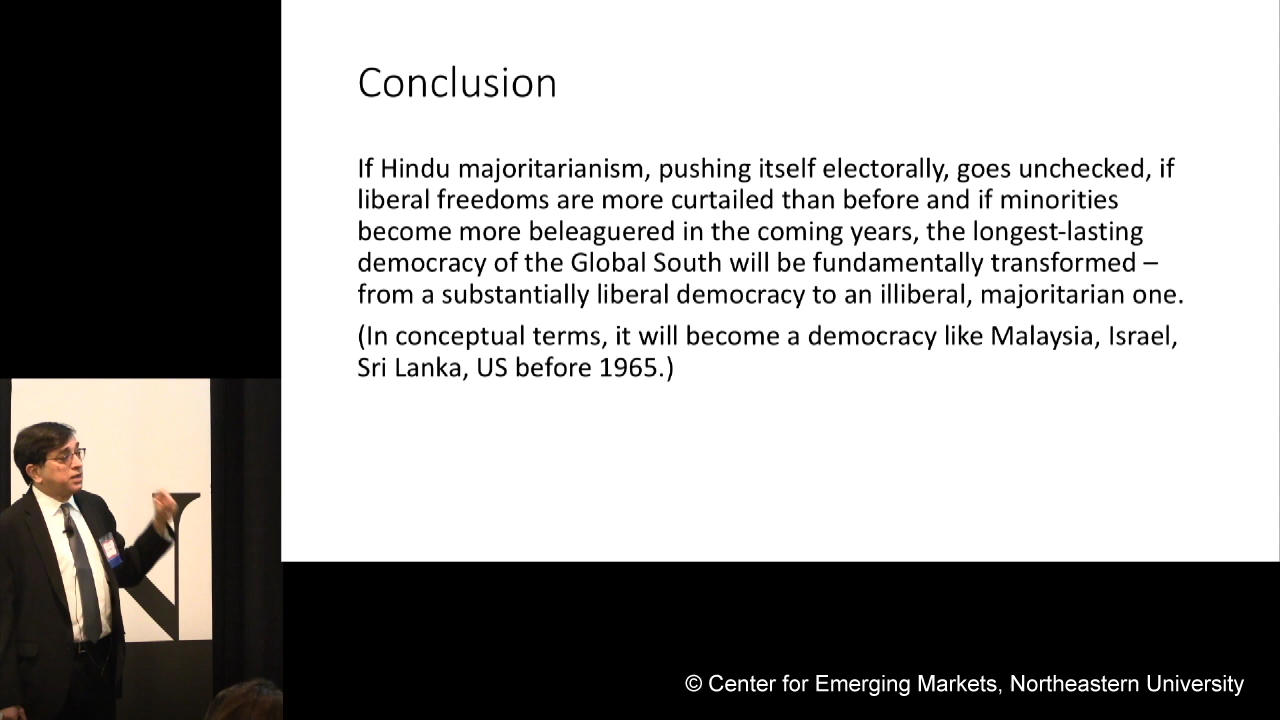 Conclusion
If Hindu majoritarianism, pushing itself electorally, goes unchecked, if
liberal freedoms are more curtailed than before and if minorities
become more beleaguered in the coming years, the longest-lasting
democracy of the Global South will be fundamentally transformed –
from a substantially liberal democracy to an illiberal, majoritarian one.
(In conceptual terms, it will become a democracy like Malaysia, Israel,
Sri Lanka, US before 1965.)
N
© Center for Emerging Markets, Northeastern University